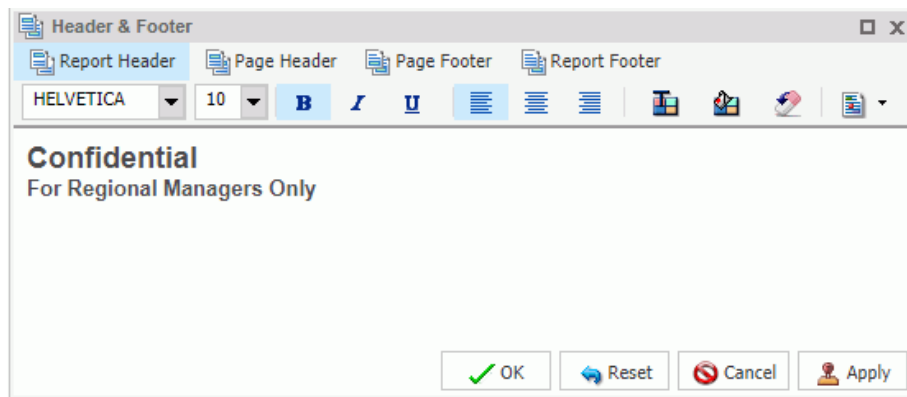 Header & Footer
Report Header Page Header Page Footer Report Footer
HELVETICA 10 B I U
Confidential
For Regional Managers Only
OK Reset Cancel Apply